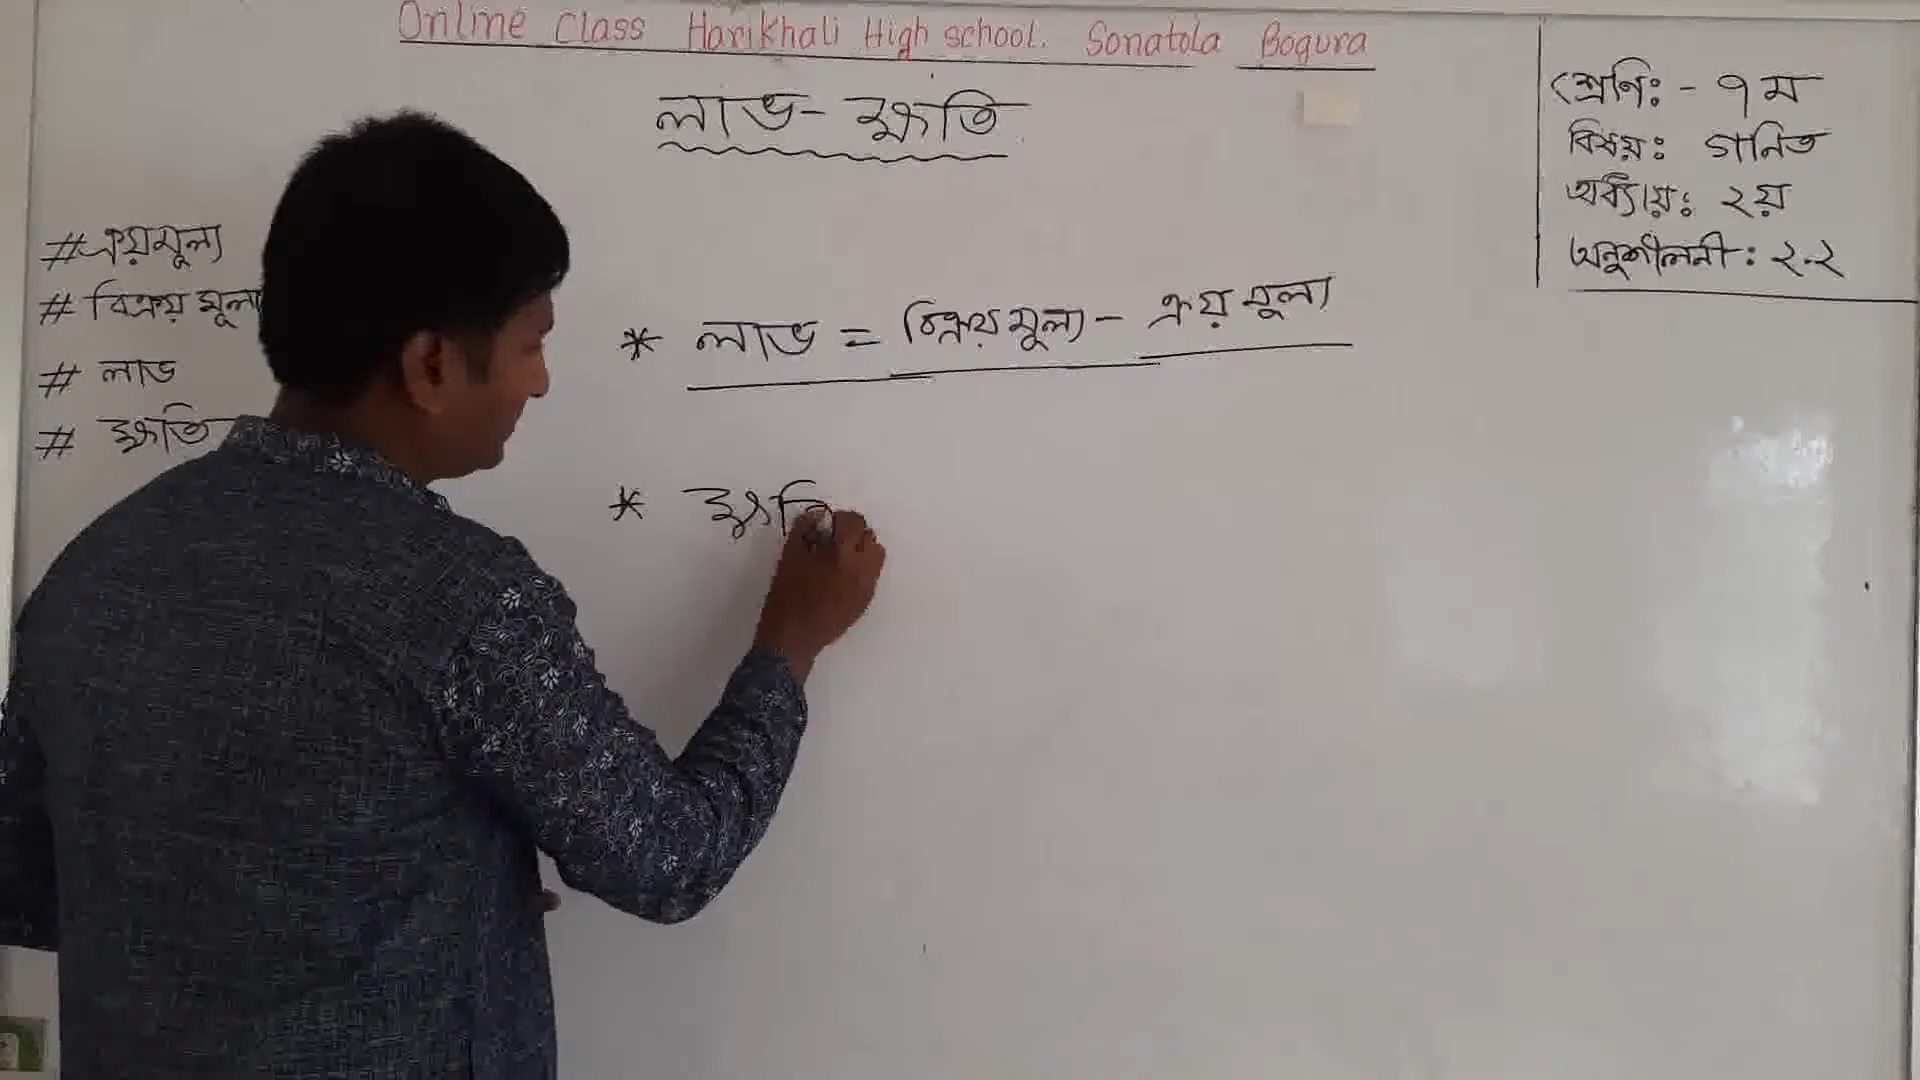 Online Class Harikhali High school. Sonatola Bogura
লাভ - ক্ষতি
শ্রেণিঃ - ৭ম
বিষয়ঃ গনিত
অধ্যায়ঃ ২য়
অনুশীলনী: ২.২
# ক্রয়মূল্য
# বিক্রয় মূল্য
# লাভ
# ক্ষতি
* লাভ = বিক্রয়মূল্য - ক্রয় মূল্য
* ক্ষতি